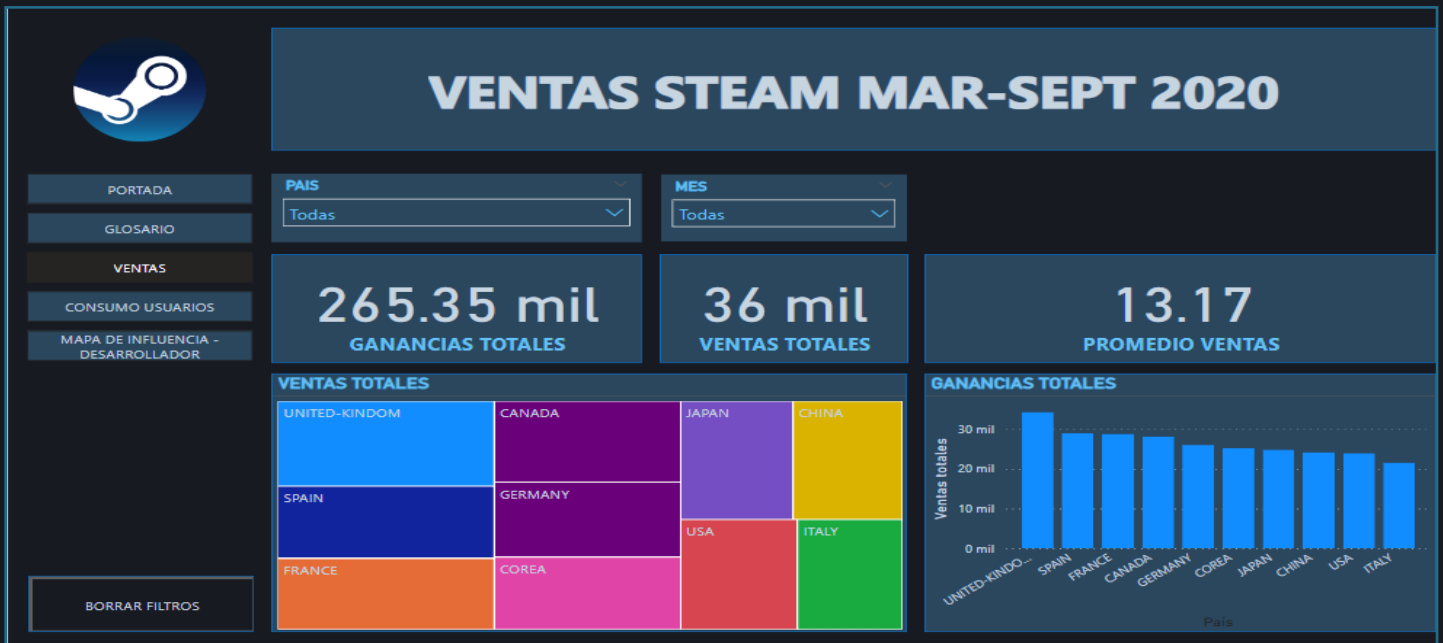 VENTAS STEAM MAR-SEPT 2020
PORTADA
GLOSARIO
VENTAS
CONSUMO USUARIOS
MAPA DE INFLUENCIA -
DESARROLLADOR
BORRAR FILTROS
PAIS
Todas
MES
Todas
265.35 mil
GANANCIAS TOTALES
36 mil
VENTAS TOTALES
13.17
PROMEDIO VENTAS
VENTAS TOTALES
UNITED-KINDOM
CANADA
JAPAN
CHINA
SPAIN
GERMANY
USA
ITALY
FRANCE
COREA
GANANCIAS TOTALES
Ventas totales
30 mil
20 mil
10 mil
0 mil
UNITED-KINDO...
SPAIN
FRANCE
CANADA
GERMANY
COREA
JAPAN
CHINA
USA
ITALY
País